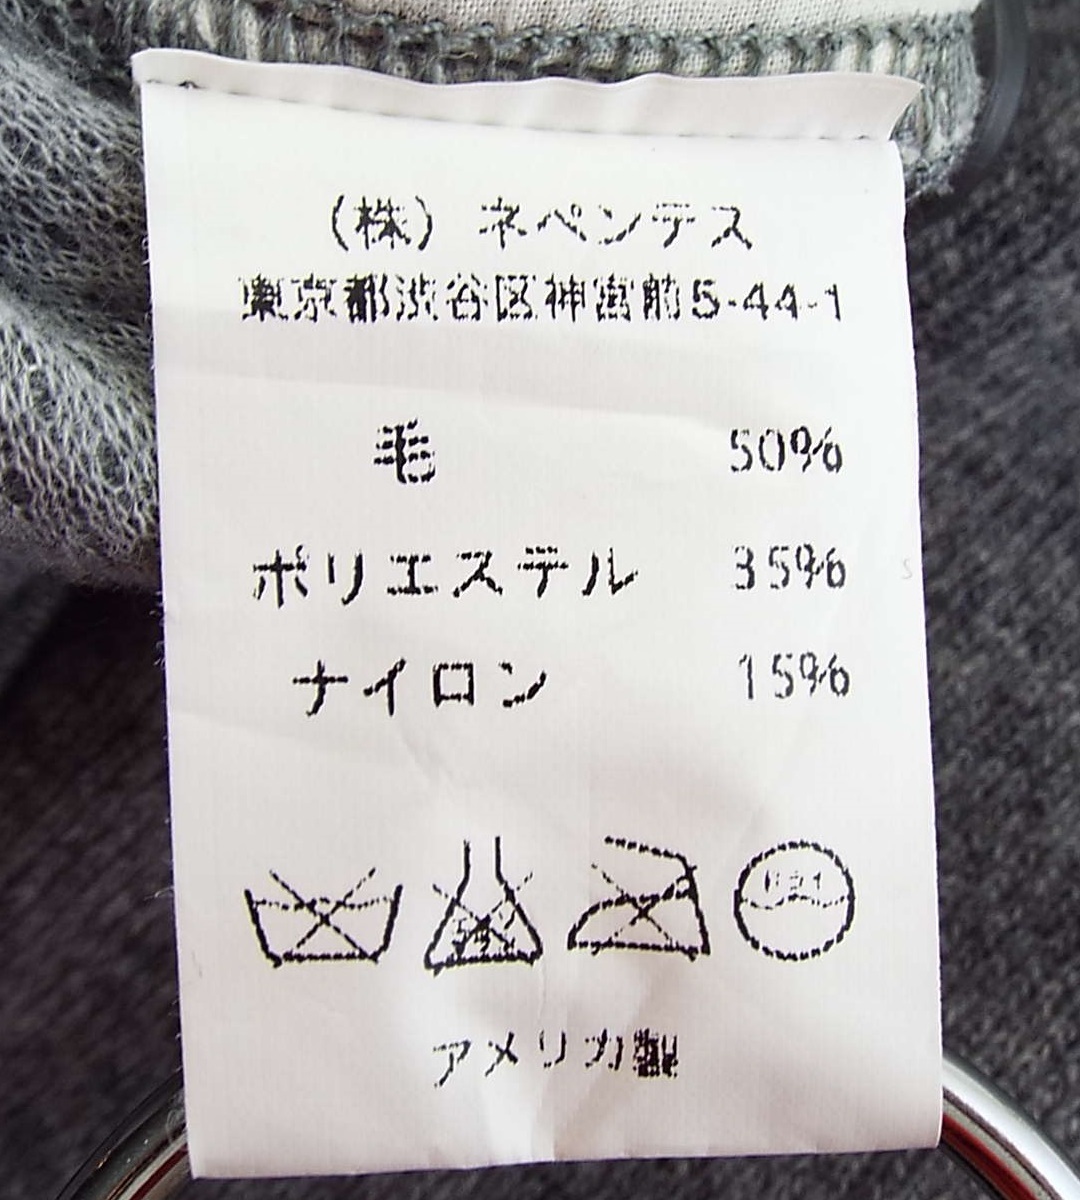 (株) ネペンテス
東京都渋谷区神宮前5-44-1
毛 50%
ポリエステル 35%
ナイロン 15%
アメリカ製